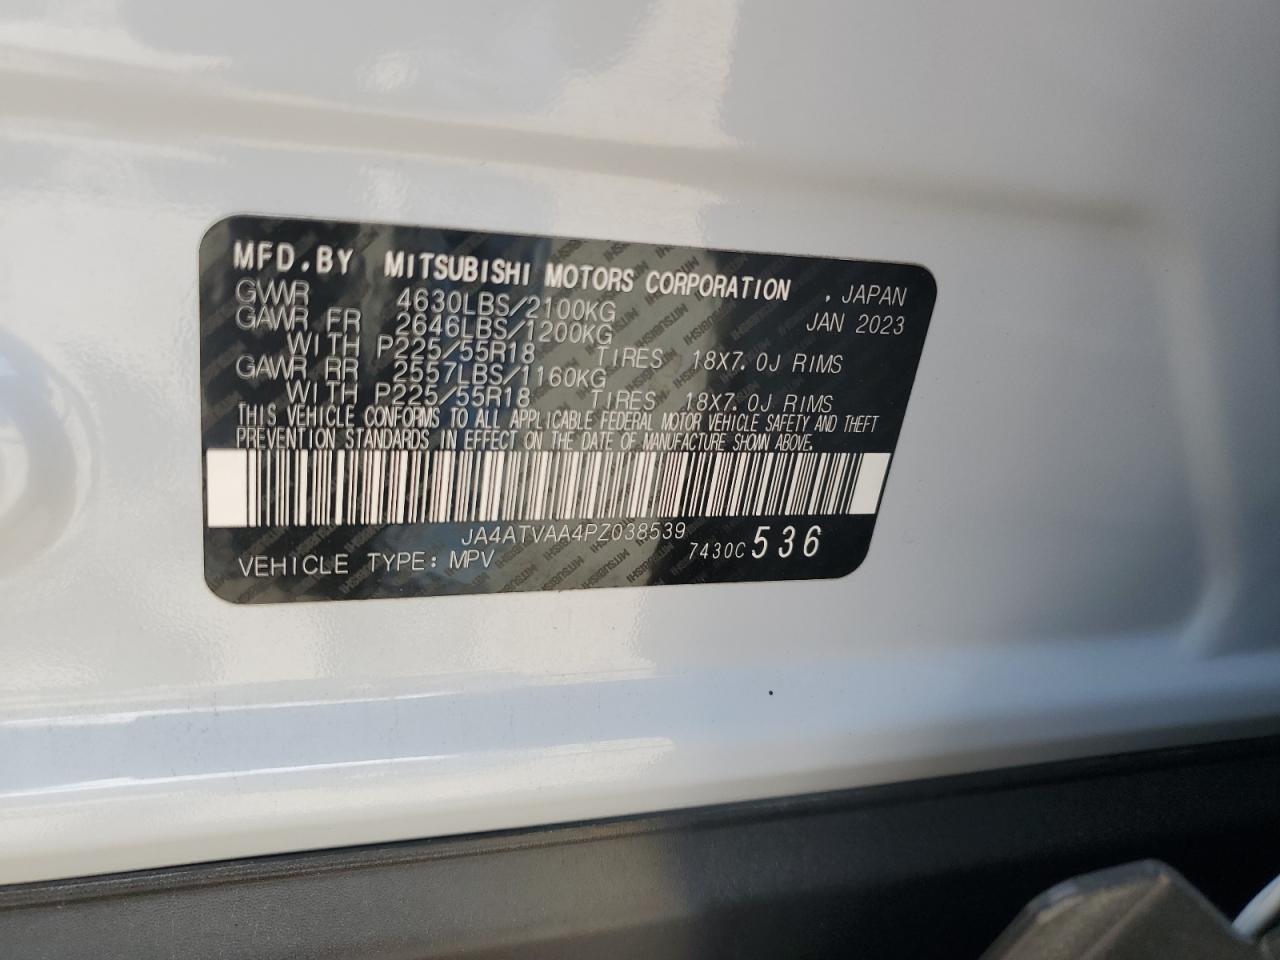 MFD.BY MITSUBISHI MOTORS CORPORATION , JAPAN
GVWR 4630LBS/2100KG JAN 2023
GAWR FR 2646LBS/1200KG
WITH P225/55R18 TIRES 18X7.0J RIMS
GAWR RR 2557LBS/1160KG
WITH P225/55R18 TIRES 18X7.0J RIMS
THIS VEHICLE CONFORMS TO ALL APPLICABLE FEDERAL MOTOR VEHICLE SAFETY AND THEFT
PREVENTION STANDARDS IN EFFECT ON THE DATE OF MANUFACTURE SHOWN ABOVE.
JA4ATVAA4PZ038539
VEHICLE TYPE: MPV 7430C 536